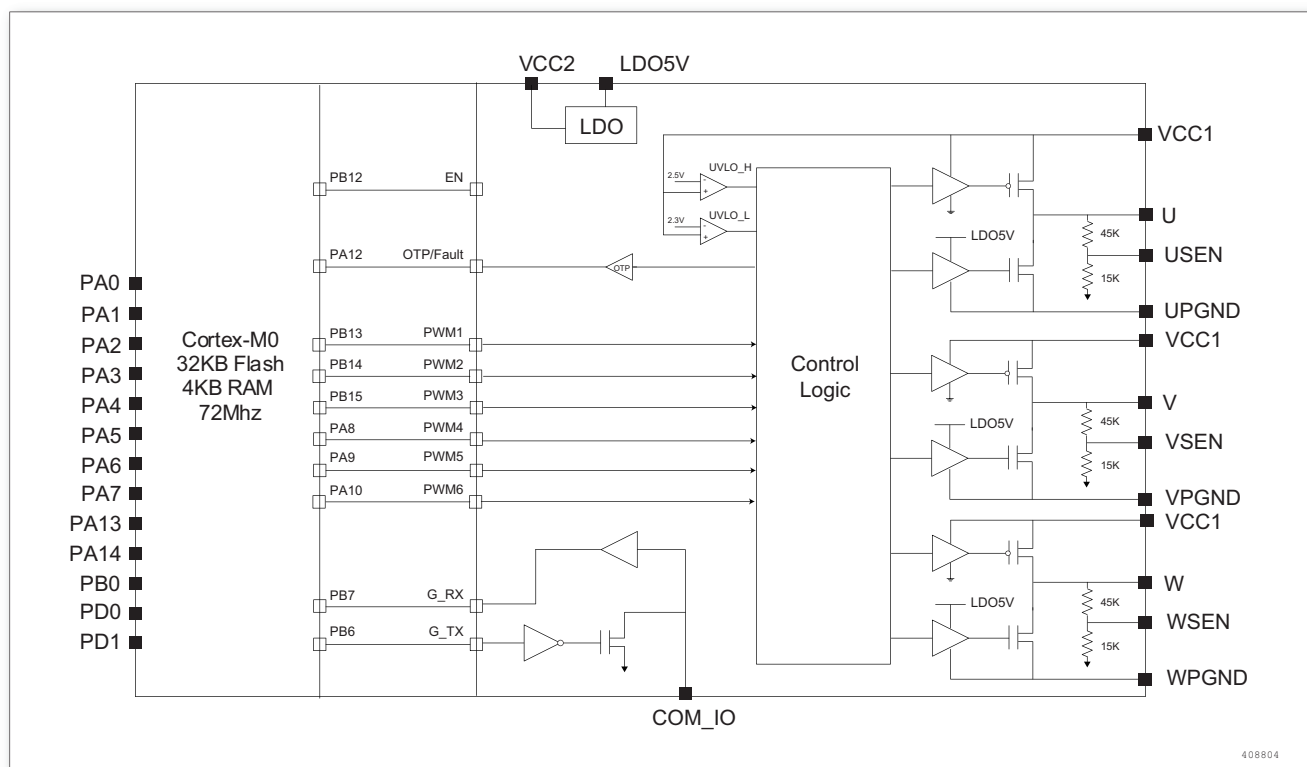 VCC2 LDO5V
LDO
VCC1
PB12 EN
2.5V
-
+
UVLO_H
2.3V
-
+
UVLO_L
U
45K
LDO5V
USEN
PA12 OTP/Fault
OTP
15K
PA0
UPGND
PA1
VCC1
PA2
PA3
PA4
PA5
PA6
PA7
PA13
PA14
PB0
PD0
PD1
Cortex-M0
32KB Flash
4KB RAM
72Mhz
PB13 PWM1
PB14 PWM2
PB15 PWM3
PA8 PWM4
PA9 PWM5
PA10 PWM6
Control
Logic
V
45K
LDO5V
VSEN
15K
VPGND
VCC1
PB7 G_RX
PB6 G_TX
W
45K
LDO5V
WSEN
15K
WPGND
COM_IO
408804